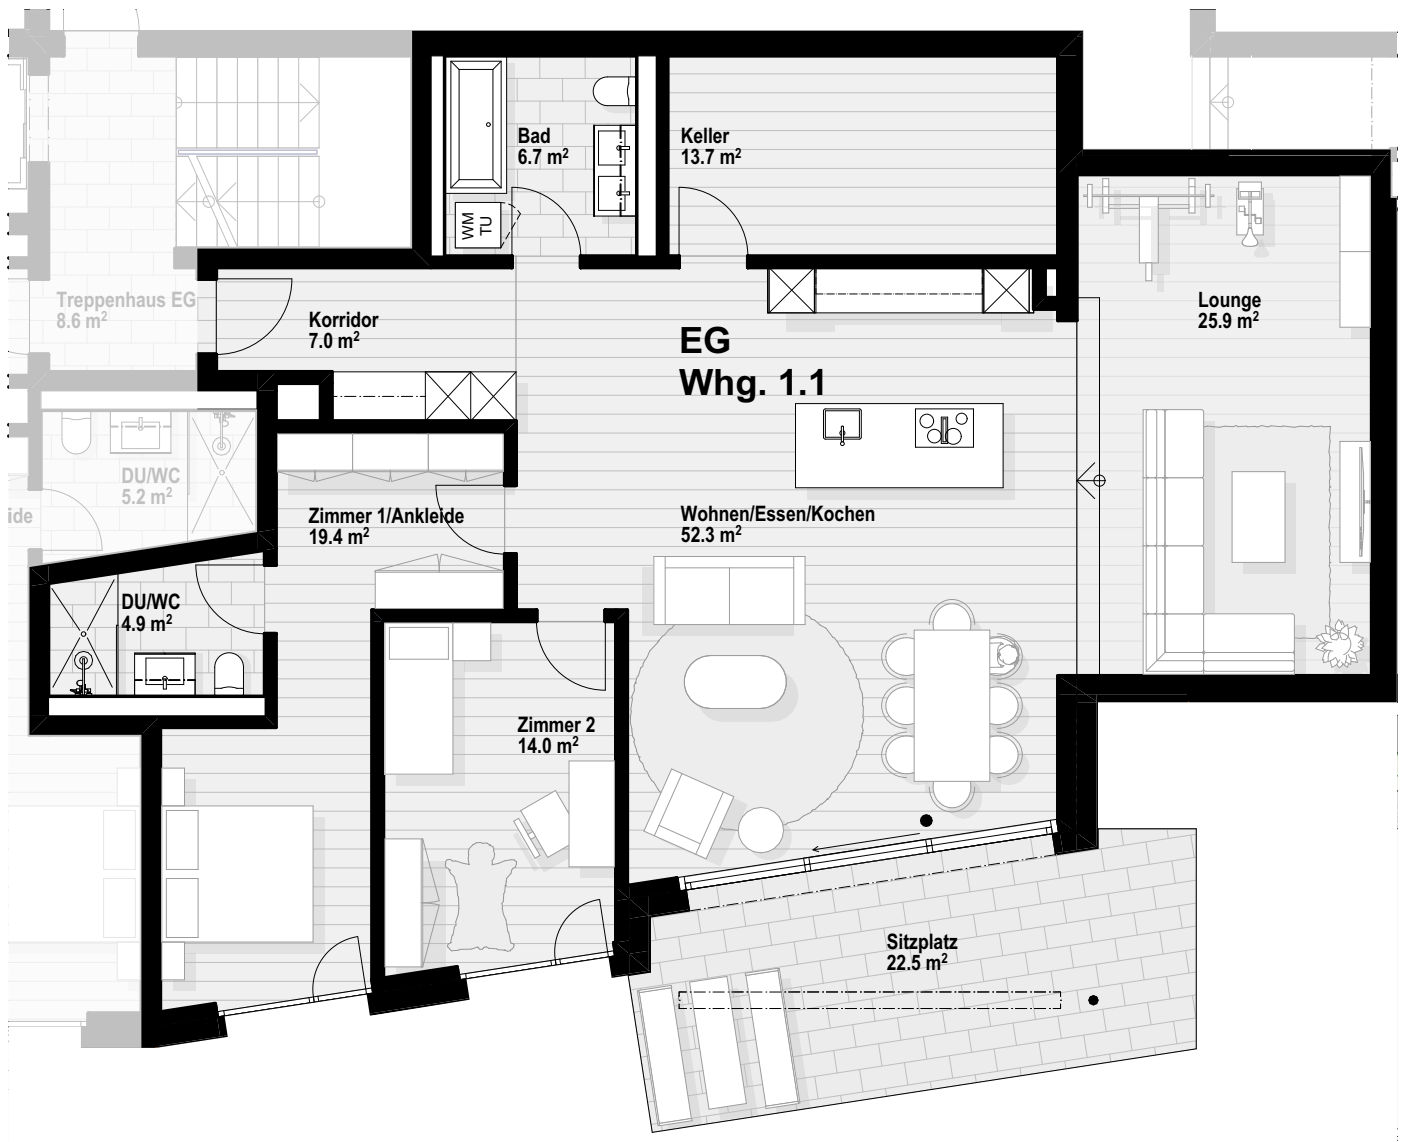 Bad
6.7 m²
Keller
13.7 m²
WM
TU
Treppenhaus EG
8.6 m²
Korridor
7.0 m²
Lounge
25.9 m²
EG
Whg. 1.1
DU/WC
5.2 m²
ide
Zimmer 1/Ankleide
19.4 m²
Wohnen/Essen/Kochen
52.3 m²
DU/WC
4.9 m²
Zimmer 2
14.0 m²
Sitzplatz
22.5 m²